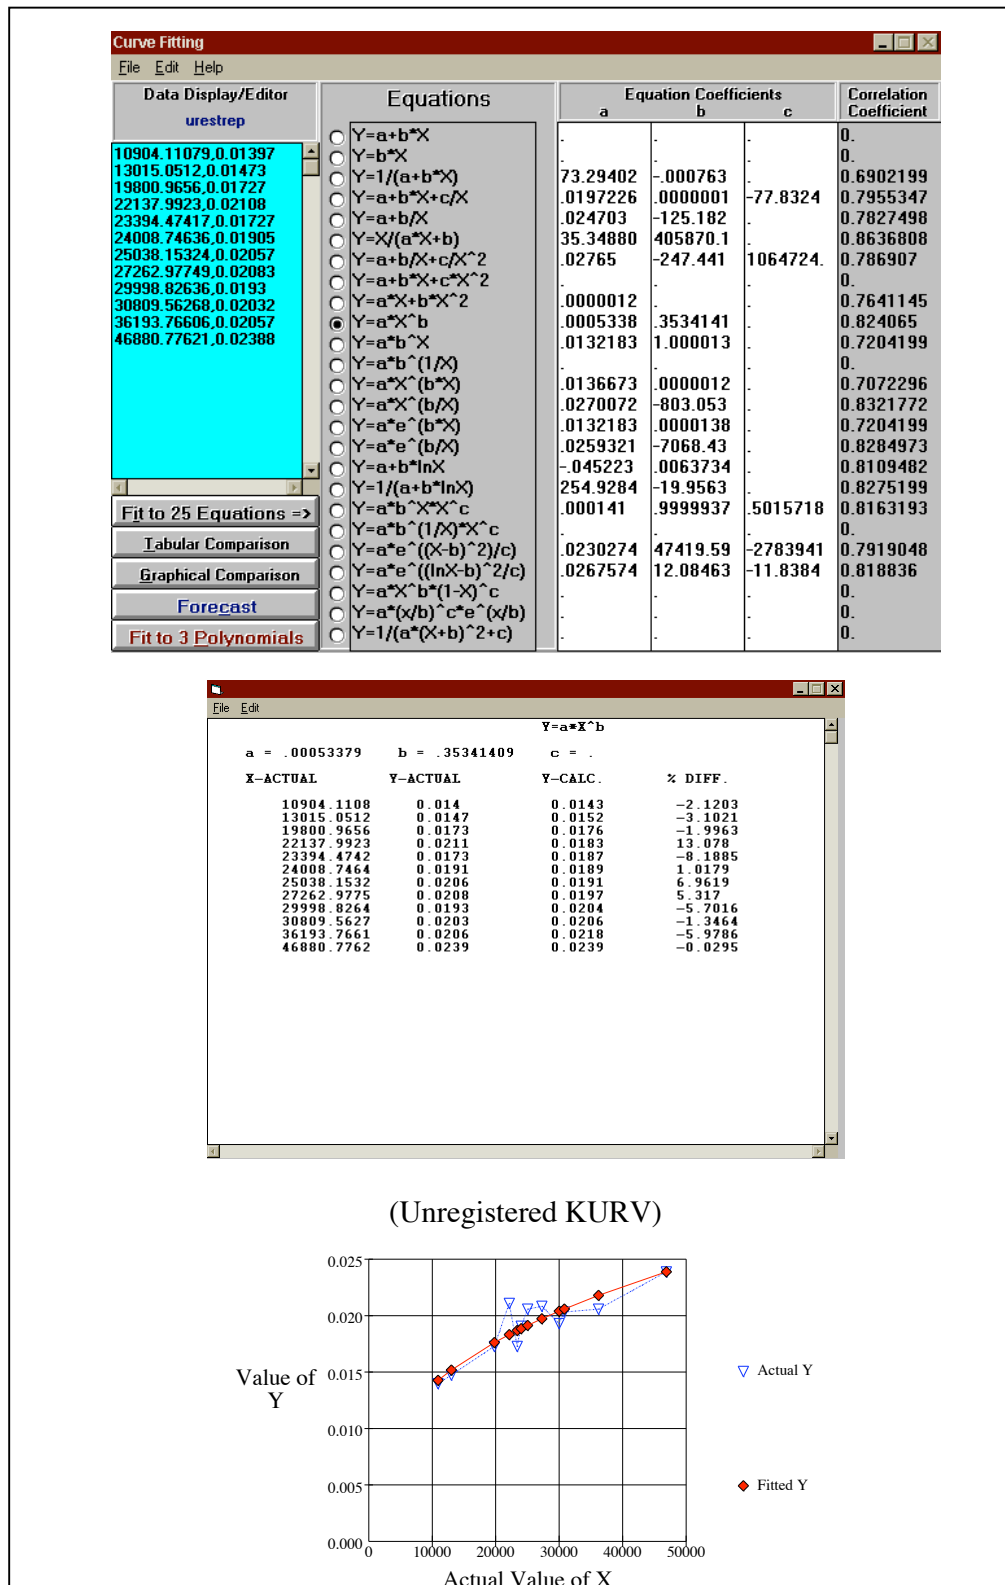 Curve Fitting
File Edit Help
Data Display/Editor
urestrep
Equations
Equation Coefficients
a b c
Correlation
Coefficient
10904.11079,0.01397
13015.0512,0.01473
19800.9656,0.01727
22137.9923,0.02108
23394.47417,0.01727
24008.74636,0.01905
25038.15324,0.02057
27262.97749,0.02083
29998.82636,0.0193
30809.56268,0.02032
36193.76606,0.02057
46880.77621,0.02388
Fit to 25 Equations =>
Tabular Comparison
Graphical Comparison
Forecast
Fit to 3 Polynomials
Y=a+b*X . . . 0.
Y=b*X . . . 0.
Y=1/(a+b*X) 73.29402 -.000763 . 0.6902199
Y=a+b*X+c/X .0197226 .0000001 -77.8324 0.7955347
Y=a+b/X .024703 -125.182 . 0.7827498
Y=X/(a*X+b) 35.34880 405870.1 . 0.8636808
Y=a+b/X+c/X^2 .02765 -247.441 1064724. 0.786907
Y=a+b*X+c*X^2 . . . 0.
Y=a*X+b*X^2 .0000012 . . 0.7641145
Y=a*X^b .0005338 .3534141 . 0.824065
Y=a*b^X .0132183 1.000013 . 0.7204199
Y=a*b^(1/X) . . . 0.
Y=a*X^(b*X) .0136673 .0000012 . 0.7072296
Y=a*X^(b/X) .0270072 -803.053 . 0.8321772
Y=a*e^(b*X) .0132183 .0000138 . 0.7204199
Y=a*e^(b/X) .0259321 -7068.43 . 0.8284973
Y=a+b*lnX -.045223 .0063734 . 0.8109482
Y=1/(a+b*lnX) 254.9284 -19.9563 . 0.8275199
Y=a*b^X*X^c .000141 .9999937 .5015718 0.8163193
Y=a*b^(1/X)*X^c . . . 0.
Y=a*e^((X-b)^2)/c) .0230274 47419.59 -2783941 0.7919048
Y=a*e^((lnX-b)^2/c) .0267574 12.08463 -11.8384 0.818836
Y=a*X^b*(1-X)^c . . . 0.
Y=a*(x/b)^c*e^(x/b) . . . 0.
Y=1/(a*(X+b)^2+c) . . . 0.
File Edit
Y=a*X^b
a = .00053379 b = .35341409 c = .
X-ACTUAL Y-ACTUAL Y-CALC. % DIFF.
10904.1108 0.014 0.0143 -2.1203
13015.0512 0.0147 0.0152 -3.1021
19800.9656 0.0173 0.0176 -1.9963
22137.9923 0.0211 0.0183 13.078
23394.4742 0.0173 0.0187 -8.1885
24008.7464 0.0191 0.0189 1.0179
25038.1532 0.0206 0.0191 6.9619
27262.9775 0.0208 0.0197 5.317
29998.8264 0.0193 0.0204 -5.7016
30809.5627 0.0203 0.0206 -1.3464
36193.7661 0.0206 0.0218 -5.9786
46880.7762 0.0239 0.0239 -0.0295
(Unregistered KURV)
0.025
0.020
0.015
0.010
0.005
0.000
Value of
Y
0 10000 20000 30000 40000 50000
Actual Value of X
Actual Y
Fitted Y